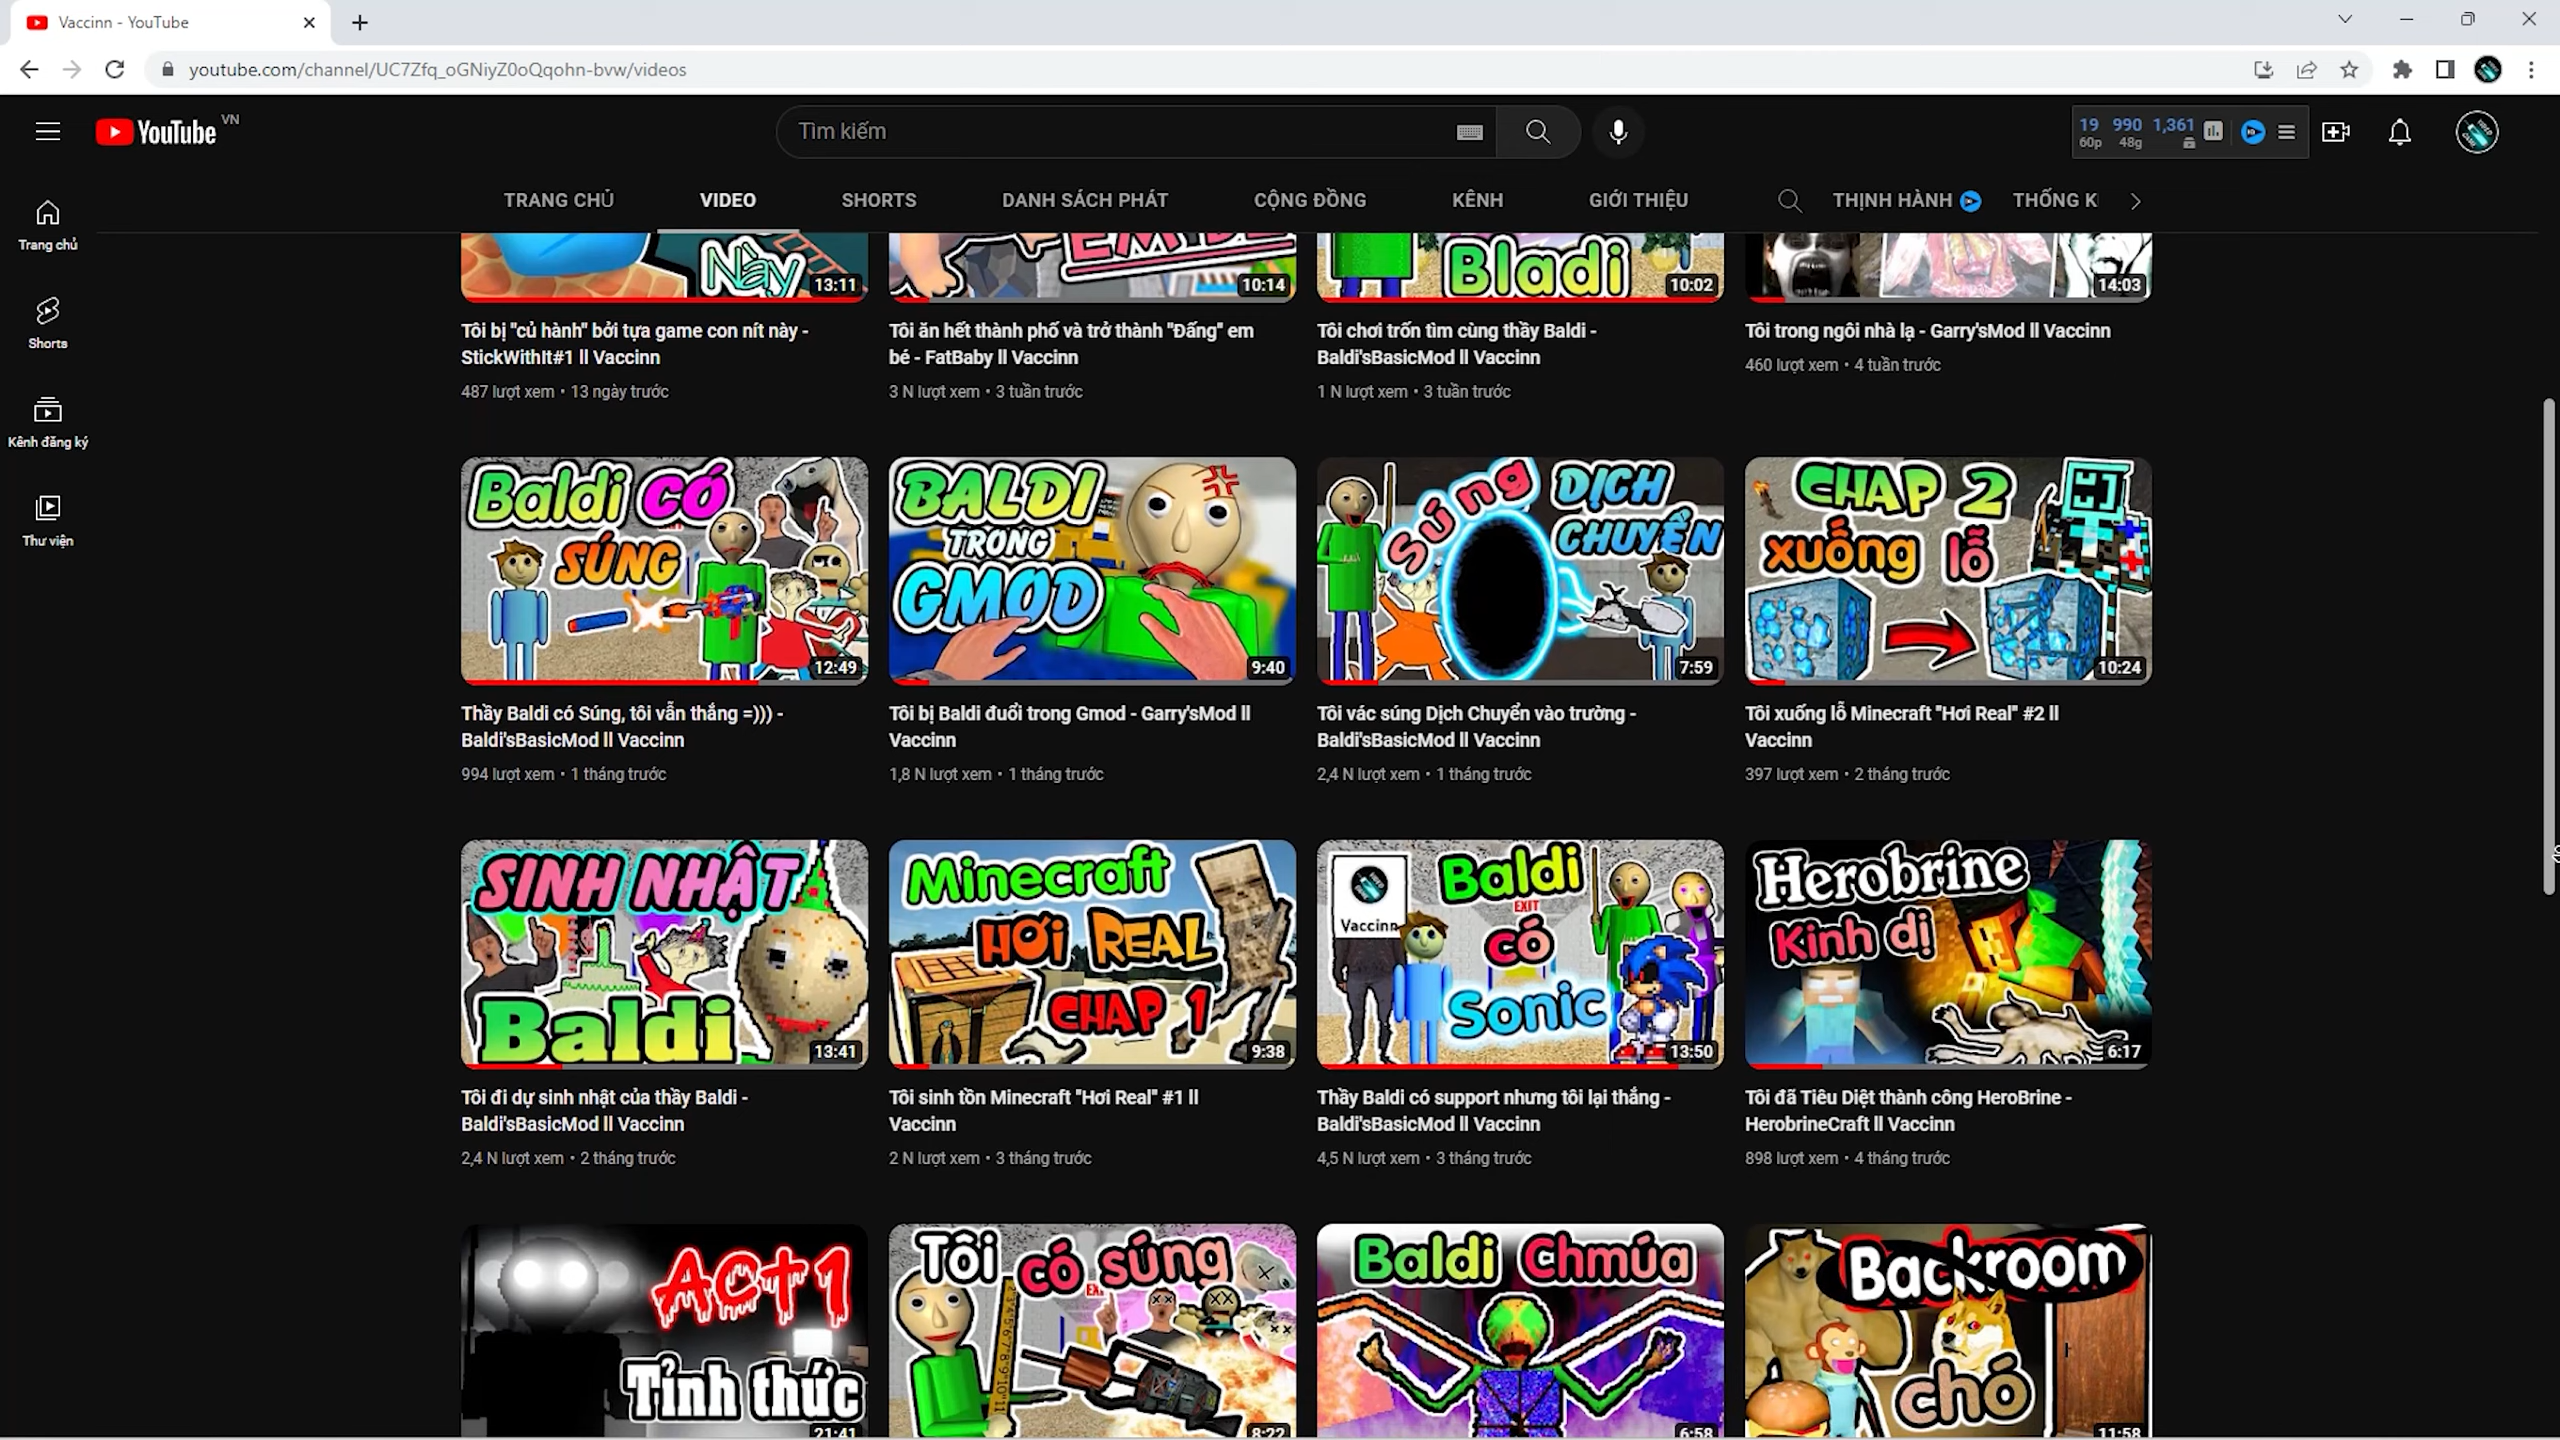 Vaccinn - YouTube
youtube.com/channel/UC7Zfq_oGNiyZ0oQqohn-bvw/videos
YouTube VN
Tìm kiếm
19 990 1,361
60p 48g
TRANG CHỦ VIDEO SHORTS DANH SÁCH PHÁT CỘNG ĐỒNG KÊNH GIỚI THIỆU THỊNH HÀNH THỐNG K
Trang chủ
Shorts
Kênh đăng ký
Thư viện
Này 13:11
EM BÉ 10:14
Bladi 10:02
14:03
Tôi bị "củ hành" bởi tựa game con nít này -
StickWithIt#1 ll Vaccinn
487 lượt xem • 13 ngày trước
Tôi ăn hết thành phố và trở thành "Đấng" em
bé - FatBaby ll Vaccinn
3 N lượt xem • 3 tuần trước
Tôi chơi trốn tìm cùng thầy Baldi -
Baldi'sBasicMod ll Vaccinn
1 N lượt xem • 3 tuần trước
Tôi trong ngôi nhà lạ - Garry'sMod ll Vaccinn
460 lượt xem • 4 tuần trước
Baldi có
SÚNG
12:49
BALDI
TRONG
GMOD
9:40
Súng DỊCH
CHUYỂN
7:59
CHAP 2
xuống lỗ
10:24
Thầy Baldi có Súng, tôi vẫn thắng =))) -
Baldi'sBasicMod ll Vaccinn
994 lượt xem • 1 tháng trước
Tôi bị Baldi đuổi trong Gmod - Garry'sMod ll
Vaccinn
1,8 N lượt xem • 1 tháng trước
Tôi vác súng Dịch Chuyển vào trường -
Baldi'sBasicMod ll Vaccinn
2,4 N lượt xem • 1 tháng trước
Tôi xuống lỗ Minecraft "Hơi Real" #2 ll
Vaccinn
397 lượt xem • 2 tháng trước
SINH NHẬT
Baldi
13:41
Minecraft
HƠI REAL
CHAP 1
9:38
Vaccinn
Baldi
EXIT
có
Sonic
13:50
Herobrine
Kinh dị
6:17
Tôi đi dự sinh nhật của thầy Baldi -
Baldi'sBasicMod ll Vaccinn
2,4 N lượt xem • 2 tháng trước
Tôi sinh tồn Minecraft "Hơi Real" #1 ll
Vaccinn
2 N lượt xem • 3 tháng trước
Thầy Baldi có support nhưng tôi lại thắng -
Baldi'sBasicMod ll Vaccinn
4,5 N lượt xem • 3 tháng trước
Tôi đã Tiêu Diệt thành công HeroBrine -
HerobrineCraft ll Vaccinn
898 lượt xem • 4 tháng trước
Act 1
Tỉnh thức
21:41
Tôi có súng
8:22
Baldi Chmúa
6:58
Backroom
chó
11:58